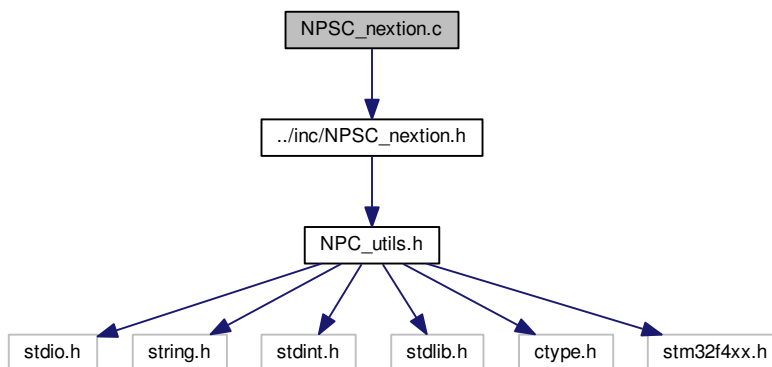 NPSC_nextion.c
../inc/NPSC_nextion.h
NPC_utils.h
stdio.h
string.h
stdint.h
stdlib.h
ctype.h
stm32f4xx.h